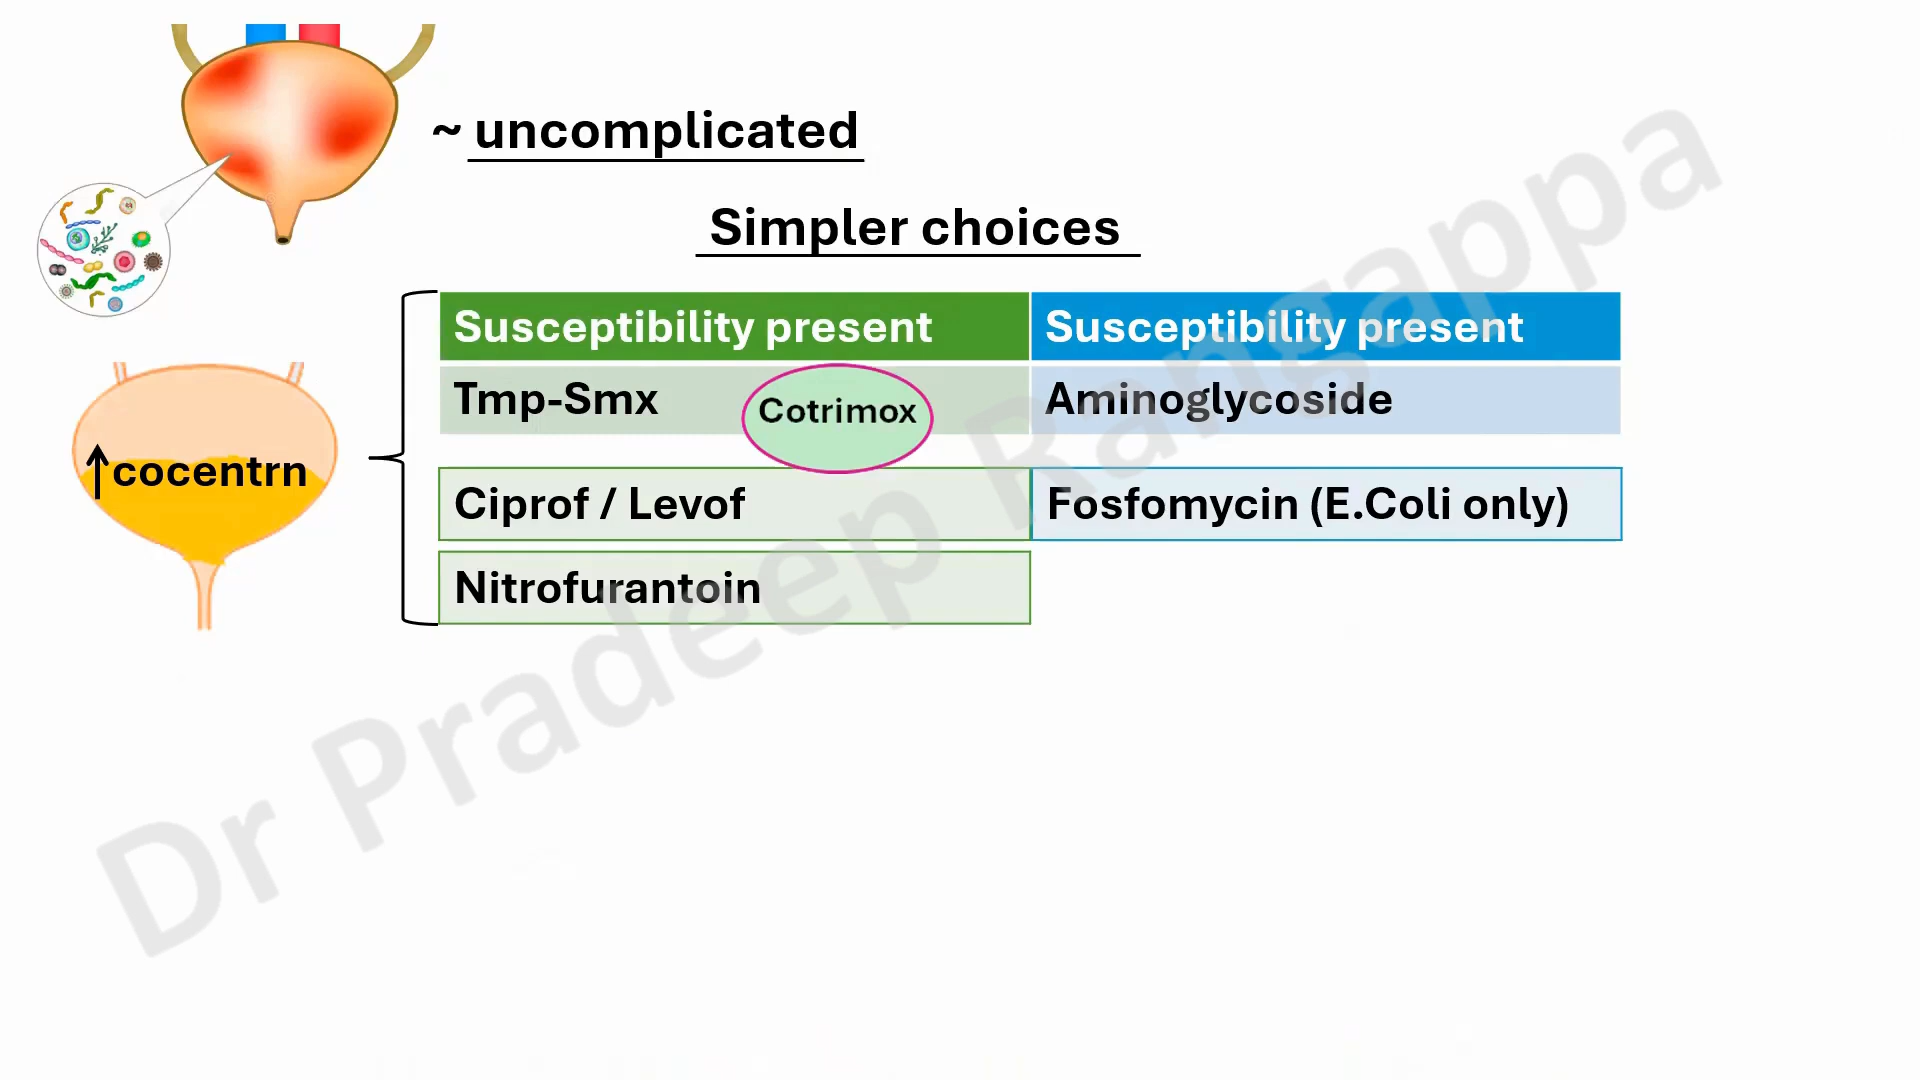 ~ uncomplicated
Simpler choices
Susceptibility present
Susceptibility present
Tmp-Smx
Cotrimox
Aminoglycoside
↑cocentrn
Ciprof / Levof
Fosfomycin (E.Coli only)
Nitrofurantoin
Dr Pradeep Rangappa